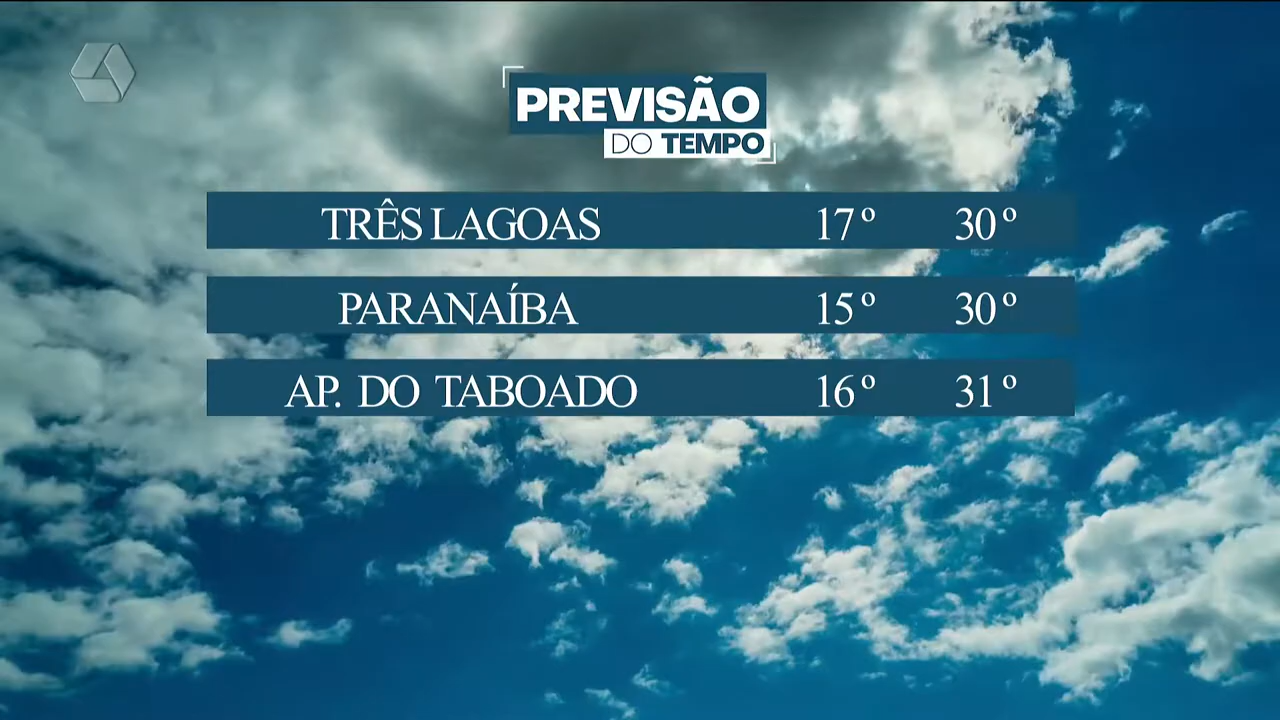 PREVISÃO
DO TEMPO
TRÊS LAGOAS 17º 30º
PARANAÍBA 15º 30º
AP. DO TABOADO 16º 31º